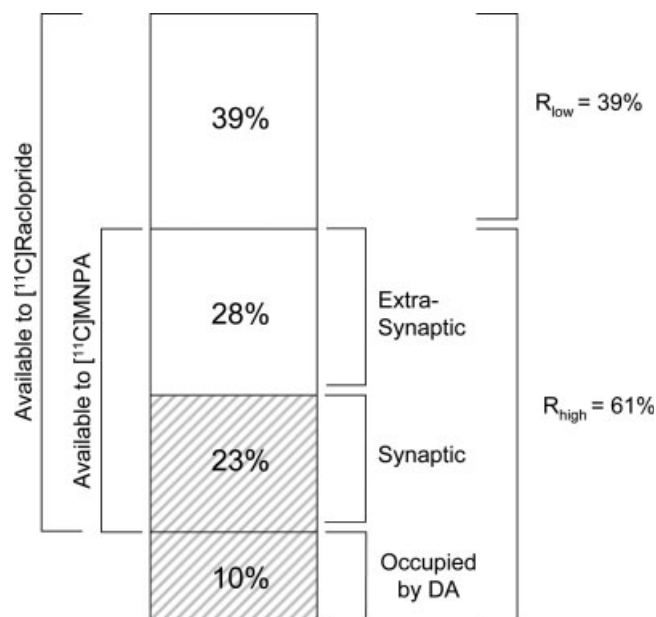 Available to [¹¹C]Raclopride
Available to [¹¹C]MNPA
39%
R_low = 39%
28%
Extra-
Synaptic
R_high = 61%
23%
Synaptic
10%
Occupied
by DA